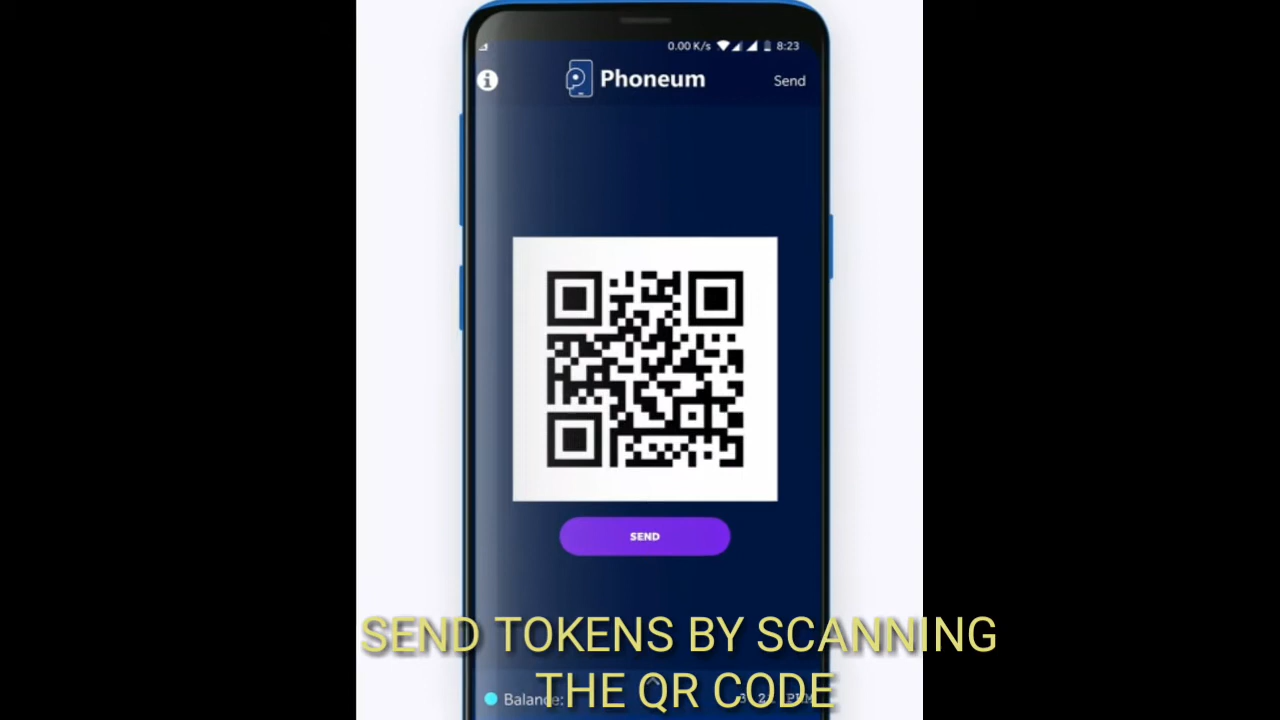 0.00 K/s 8:23
Phoneum
Send
SEND
SEND TOKENS BY SCANNING
THE QR CODE
Balance: